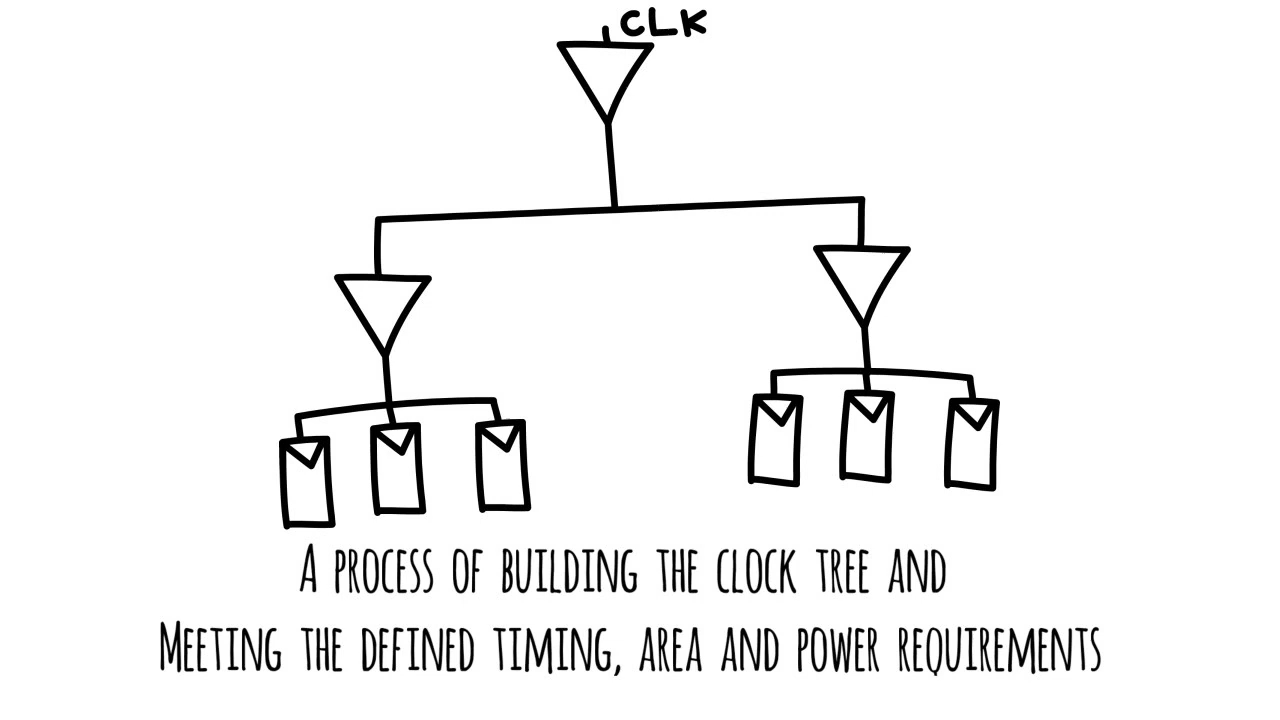 CLK
A PROCESS OF BUILDING THE CLOCK TREE AND
MEETING THE DEFINED TIMING, AREA AND POWER REQUIREMENTS